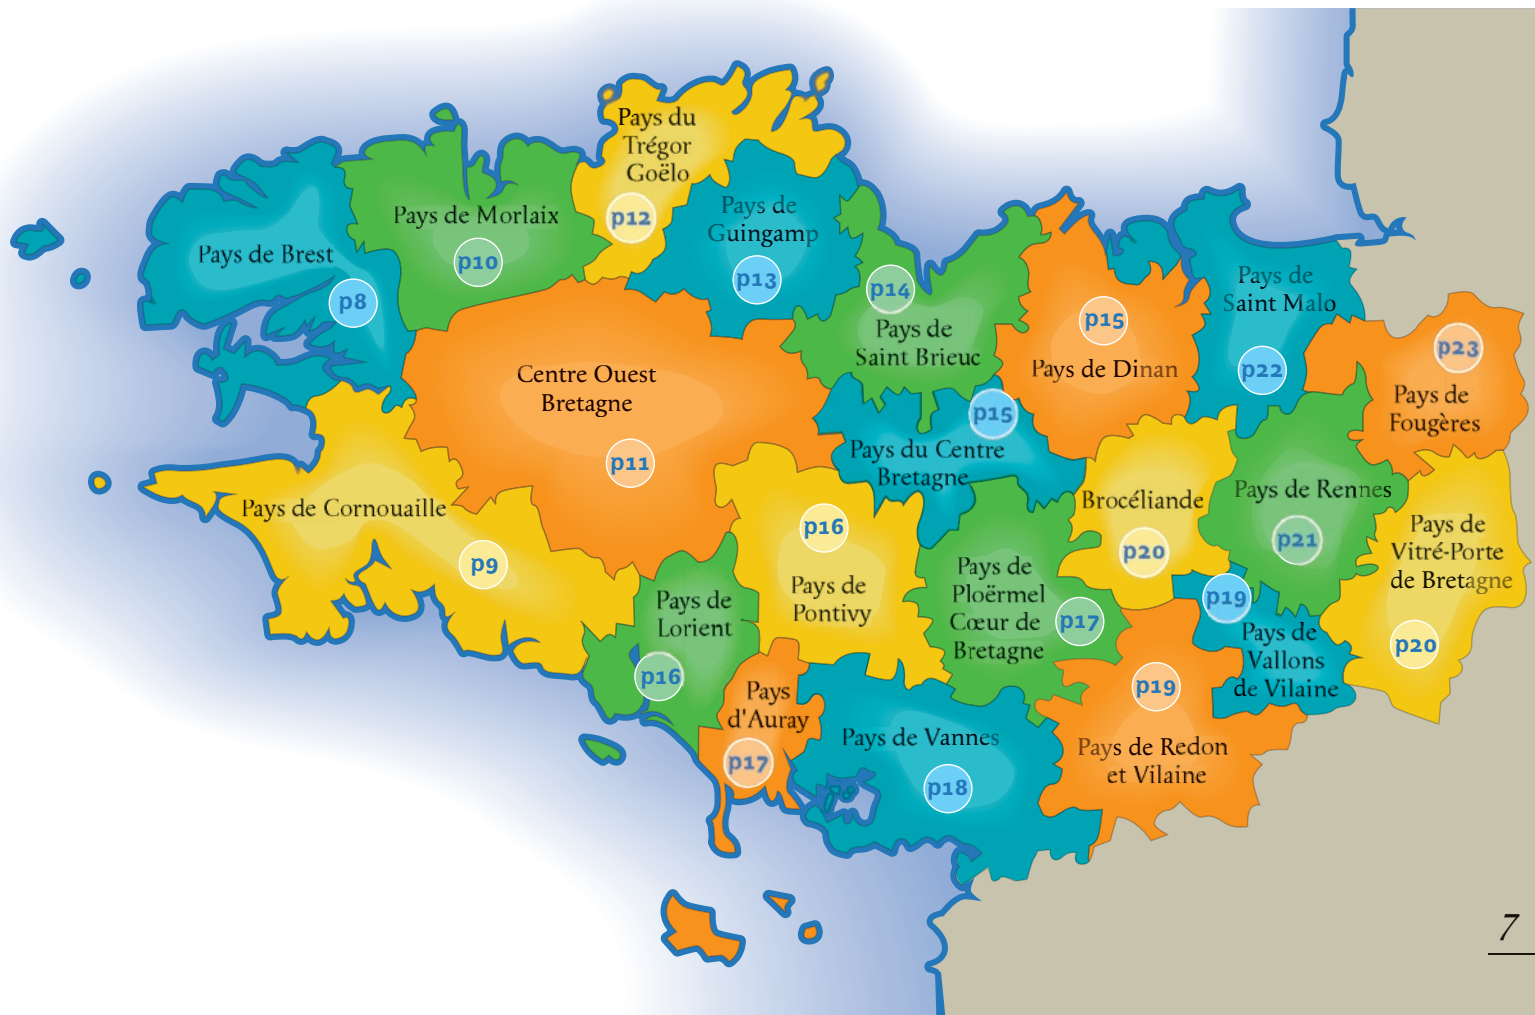 Pays du
Trégor
Goëlo
p12
Pays de Morlaix
p10
Pays de Brest
p8
Pays de
Guingamp
p13
p14
Pays de
Saint Brieuc
p15
Pays de Dinan
Pays de
Saint Malo
p22
p23
Pays de
Fougères
Centre Ouest
Bretagne
p11
p15
Pays du Centre
Bretagne
Brocéliande
p20
Pays de Rennes
p21
Pays de
Vitré-Porte
de Bretagne
p20
Pays de Cornouaille
p9
p16
Pays de
Pontivy
Pays de
Lorient
p16
Pays de
Ploërmel
Cœur de
Bretagne
p17
p19
Pays de
Vallons
de Vilaine
Pays
d'Auray
p17
Pays de Vannes
p18
p19
Pays de Redon
et Vilaine
7